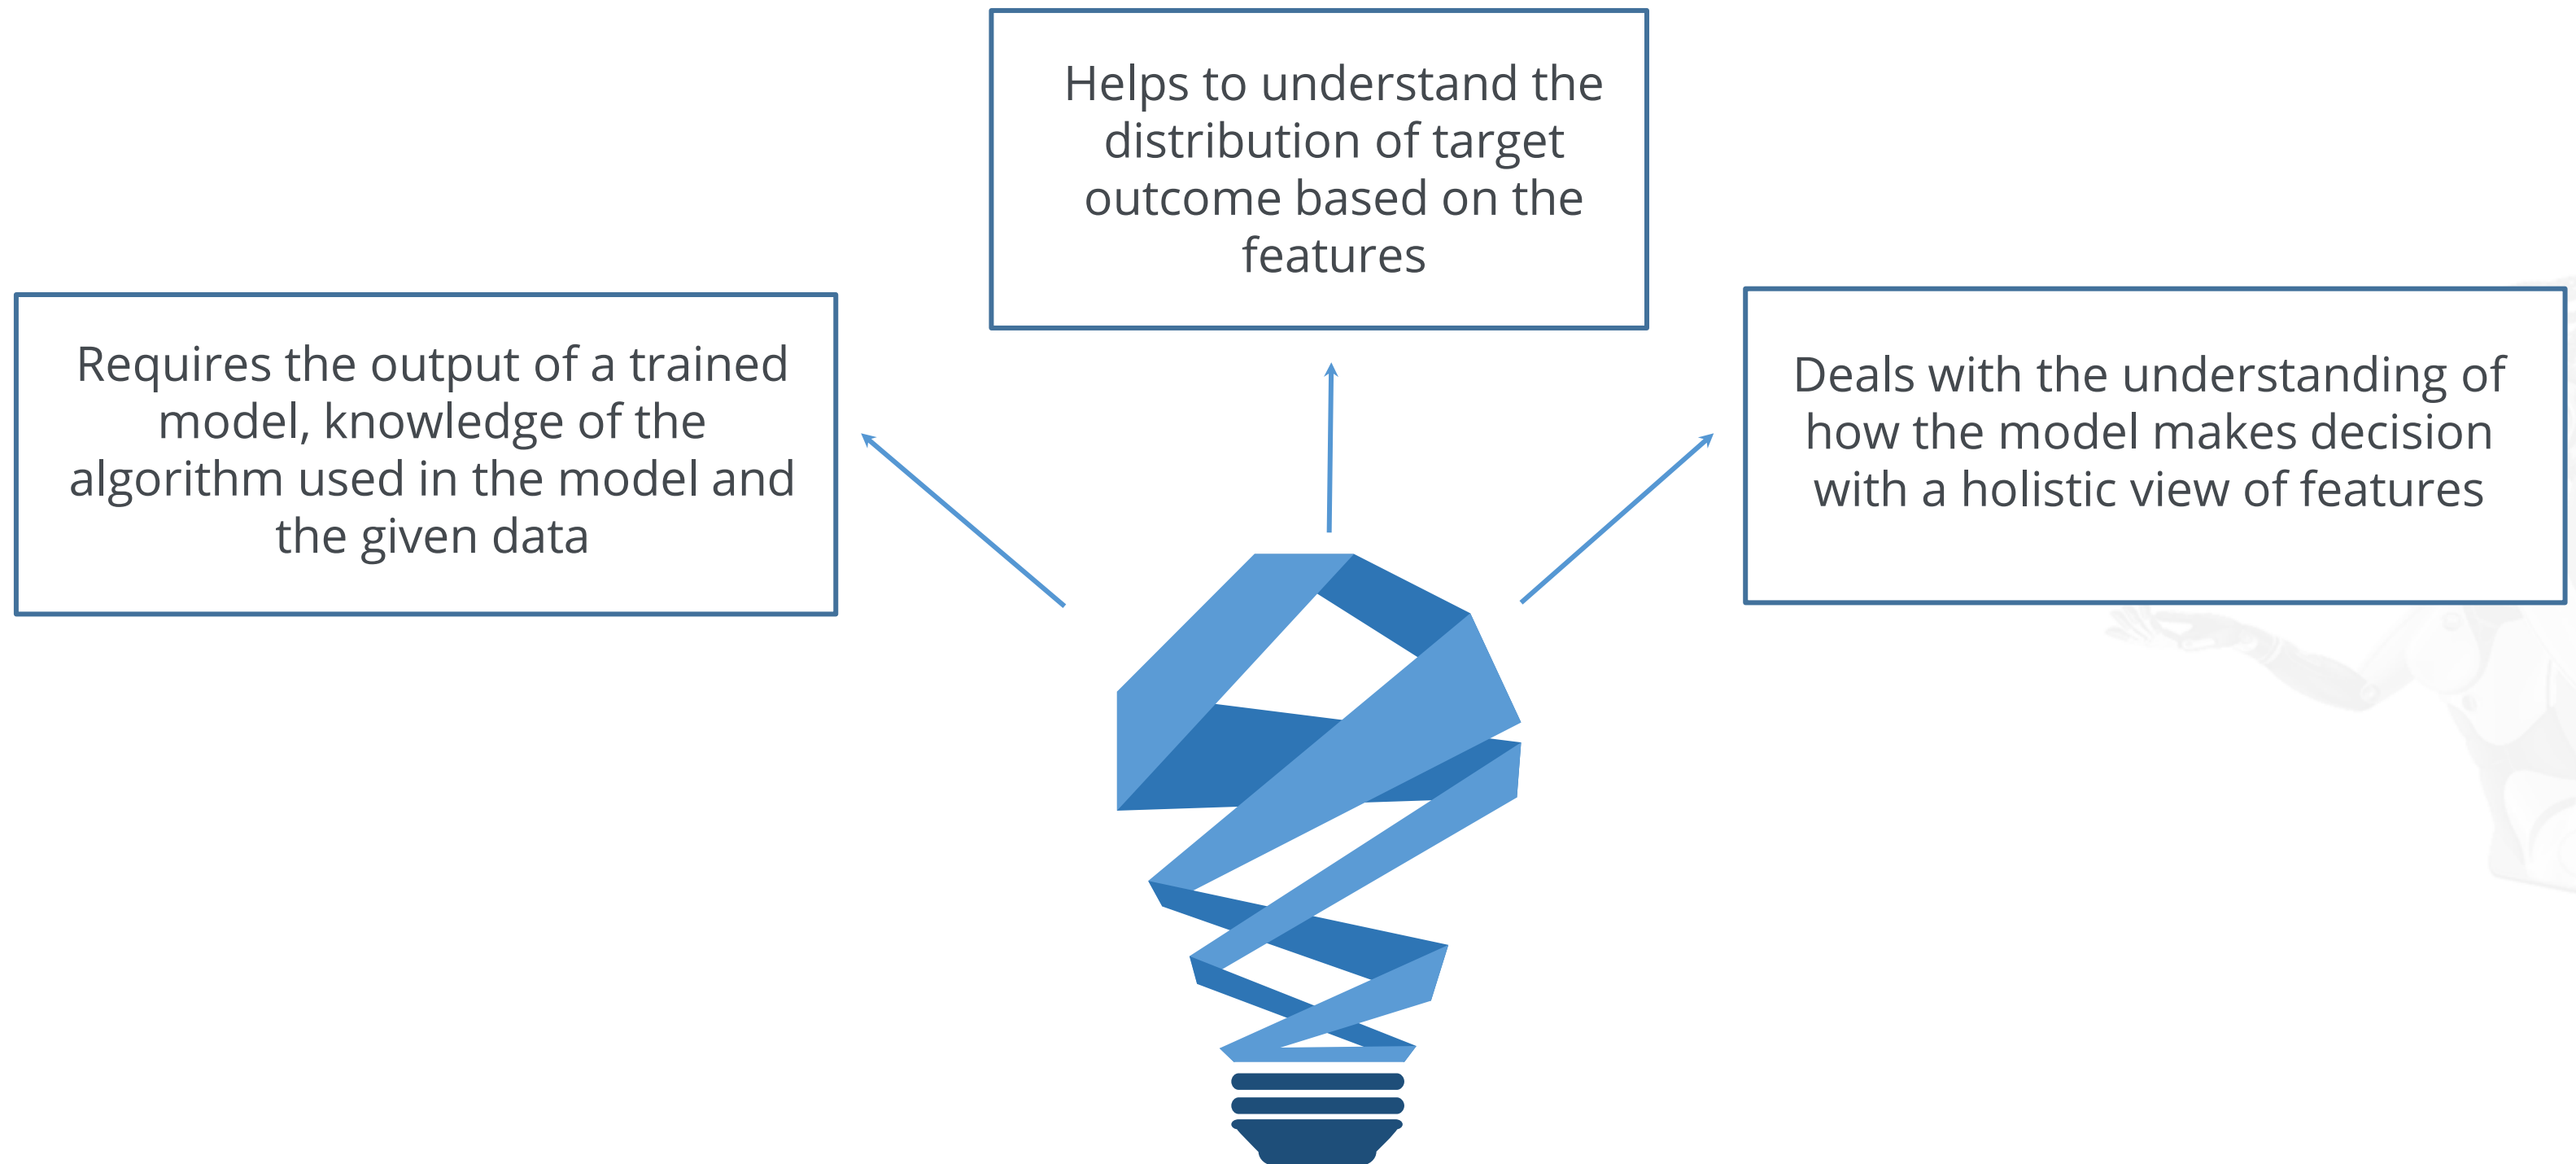 Helps to understand the
distribution of target
outcome based on the
features
Requires the output of a trained
model, knowledge of the
algorithm used in the model and
the given data
Deals with the understanding of
how the model makes decision
with a holistic view of features